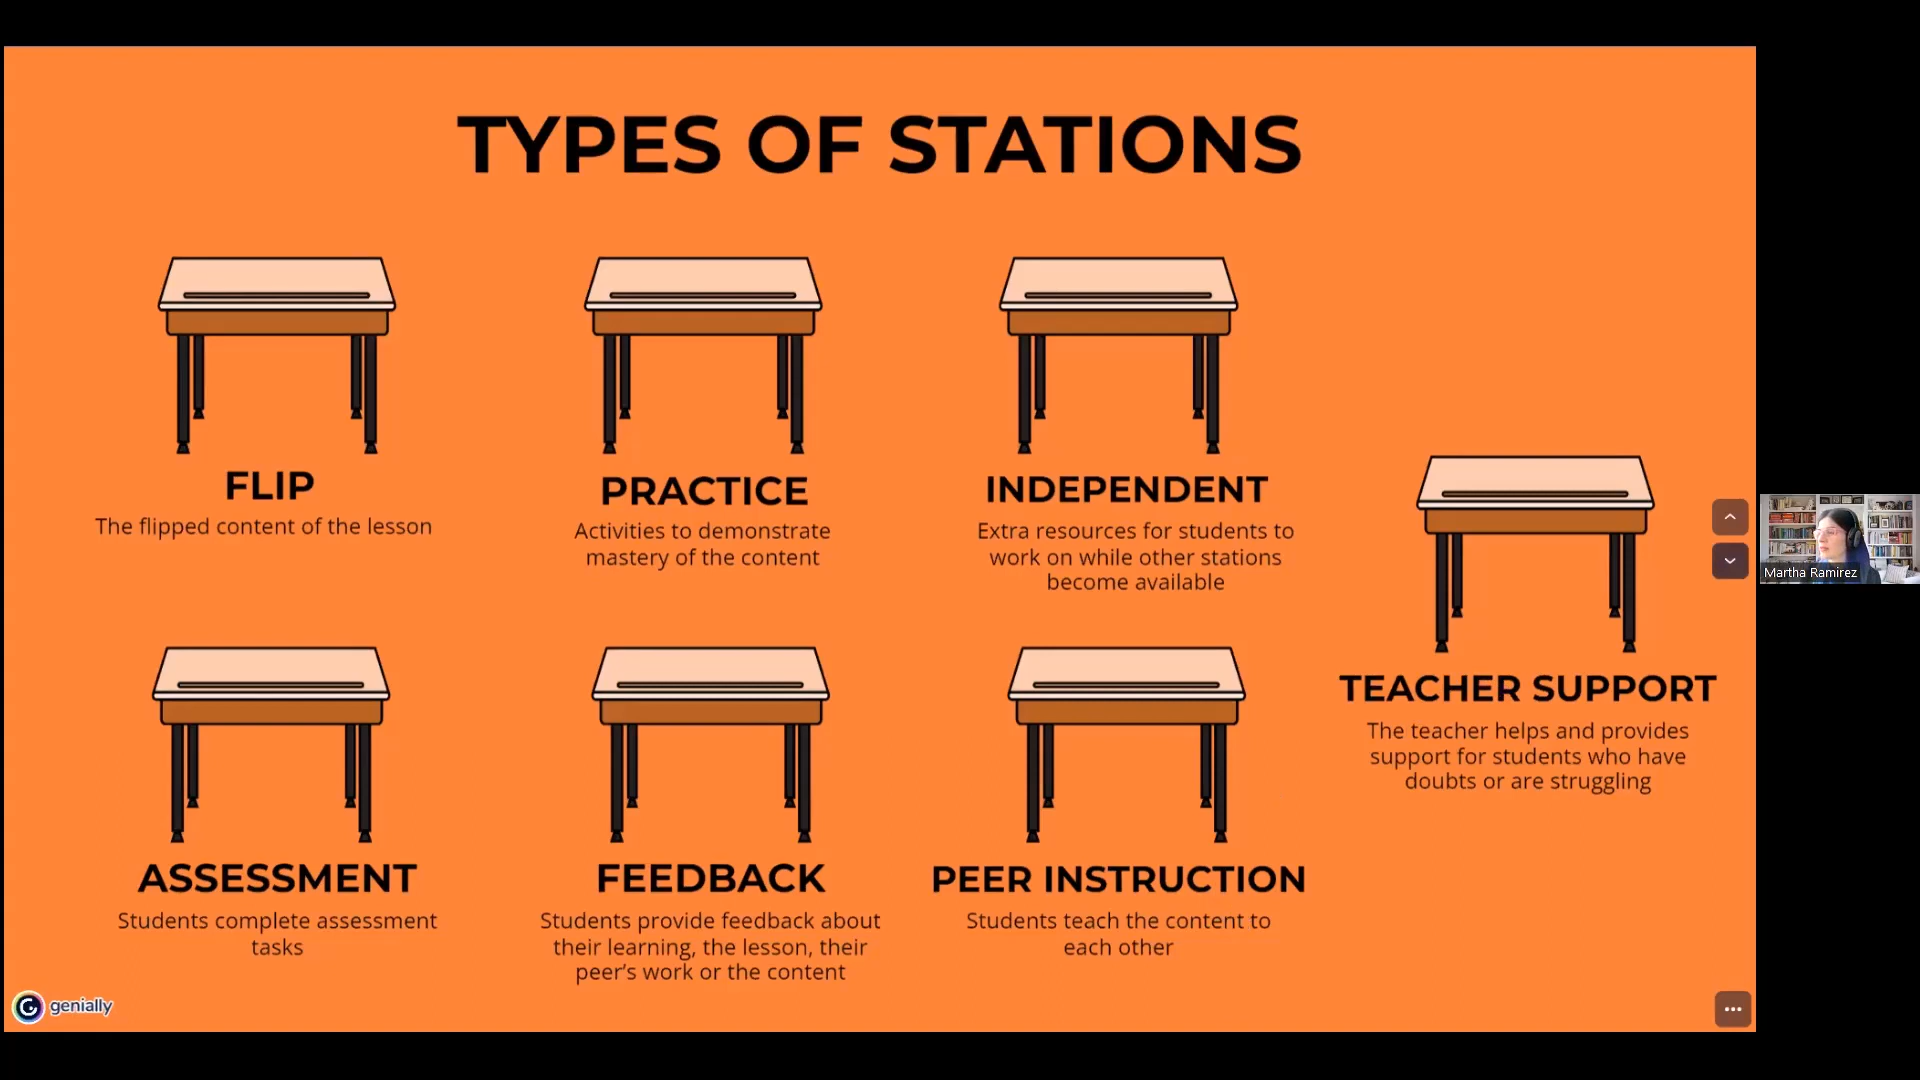 TYPES OF STATIONS
FLIP
The flipped content of the lesson
PRACTICE
Activities to demonstrate
mastery of the content
INDEPENDENT
Extra resources for students to
work on while other stations
become available
TEACHER SUPPORT
The teacher helps and provides
support for students who have
doubts or are struggling
ASSESSMENT
Students complete assessment
tasks
FEEDBACK
Students provide feedback about
their learning, the lesson, their
peer's work or the content
PEER INSTRUCTION
Students teach the content to
each other
genially
Martha Ramirez